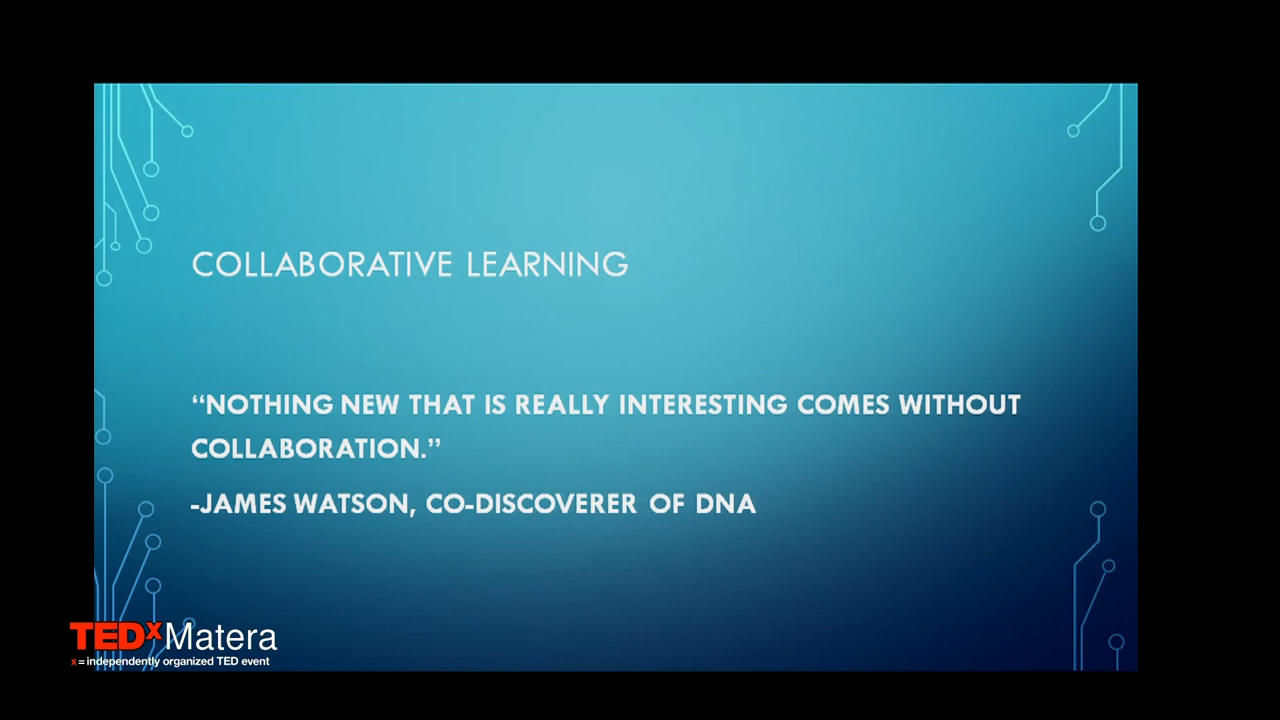 COLLABORATIVE LEARNING
“NOTHING NEW THAT IS REALLY INTERESTING COMES WITHOUT
COLLABORATION.”
-JAMES WATSON, CO-DISCOVERER OF DNA
TEDxMatera
x = independently organized TED event